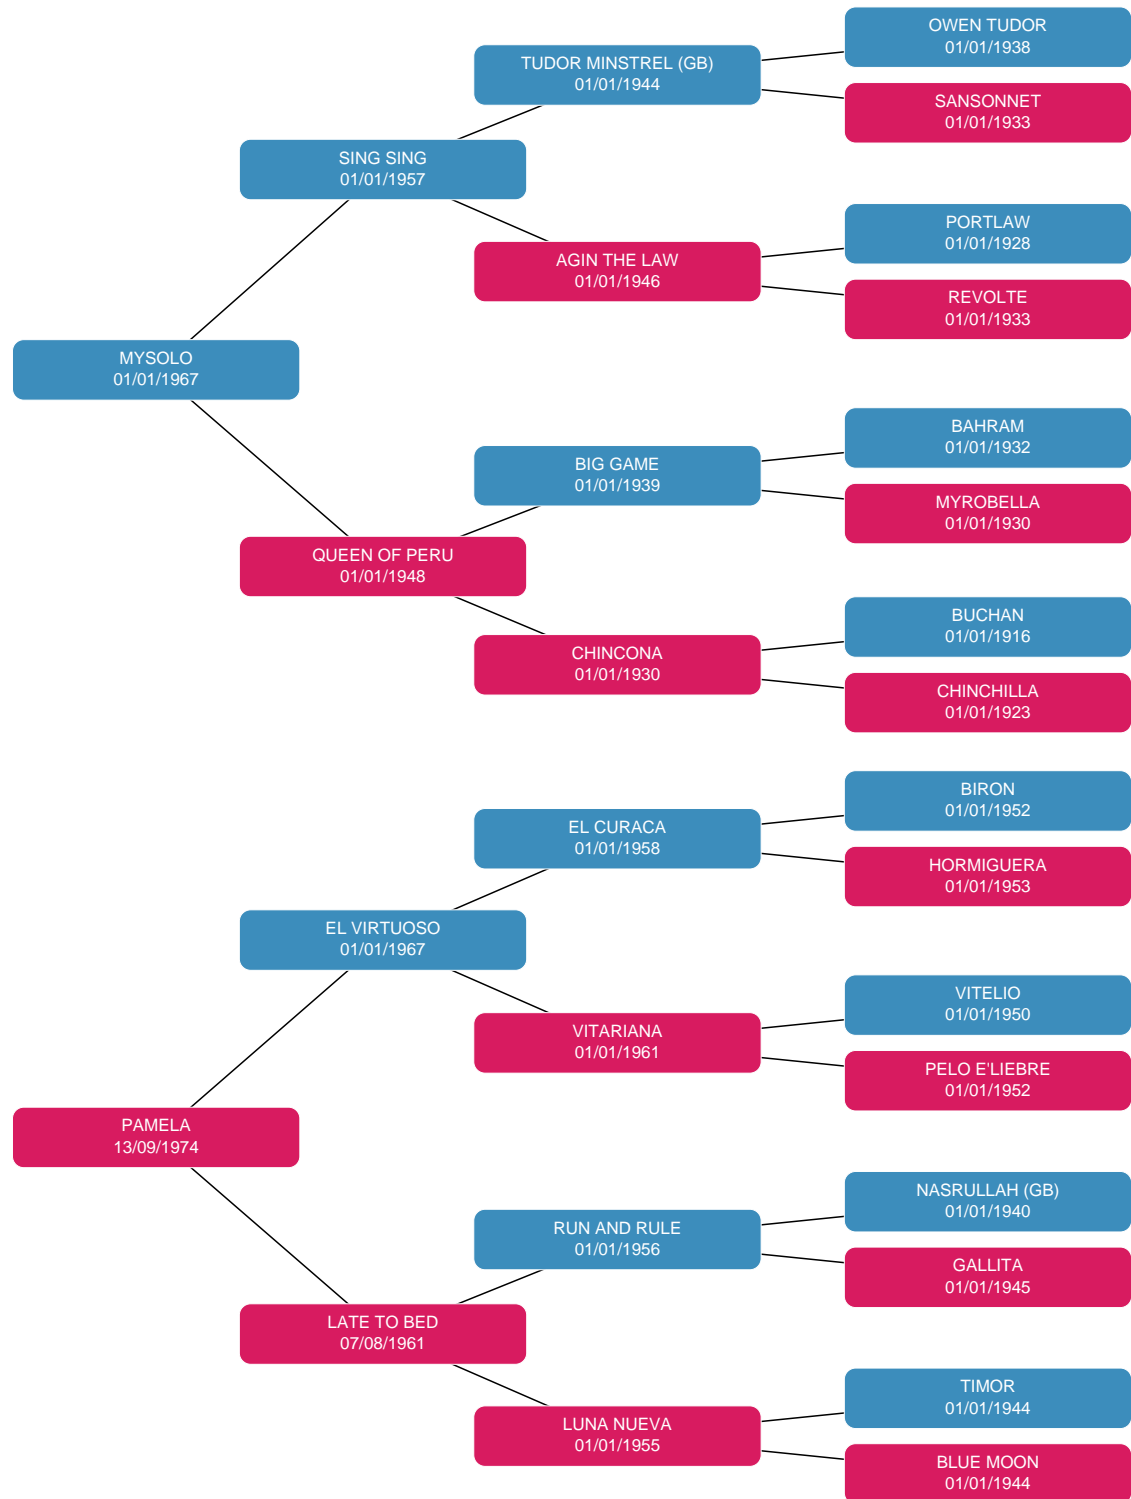 OWEN TUDOR
01/01/1938
TUDOR MINSTREL (GB)
01/01/1944
SANSONNET
01/01/1933
SING SING
01/01/1957
PORTLAW
01/01/1928
AGIN THE LAW
01/01/1946
REVOLTE
01/01/1933
MYSOLO
01/01/1967
BAHRAM
01/01/1932
BIG GAME
01/01/1939
MYROBELLA
01/01/1930
QUEEN OF PERU
01/01/1948
BUCHAN
01/01/1916
CHINCONA
01/01/1930
CHINCHILLA
01/01/1923
BIRON
01/01/1952
EL CURACA
01/01/1958
HORMIGUERA
01/01/1953
EL VIRTUOSO
01/01/1967
VITELIO
01/01/1950
VITARIANA
01/01/1961
PELO E'LIEBRE
01/01/1952
PAMELA
13/09/1974
NASRULLAH (GB)
01/01/1940
RUN AND RULE
01/01/1956
GALLITA
01/01/1945
LATE TO BED
07/08/1961
TIMOR
01/01/1944
LUNA NUEVA
01/01/1955
BLUE MOON
01/01/1944